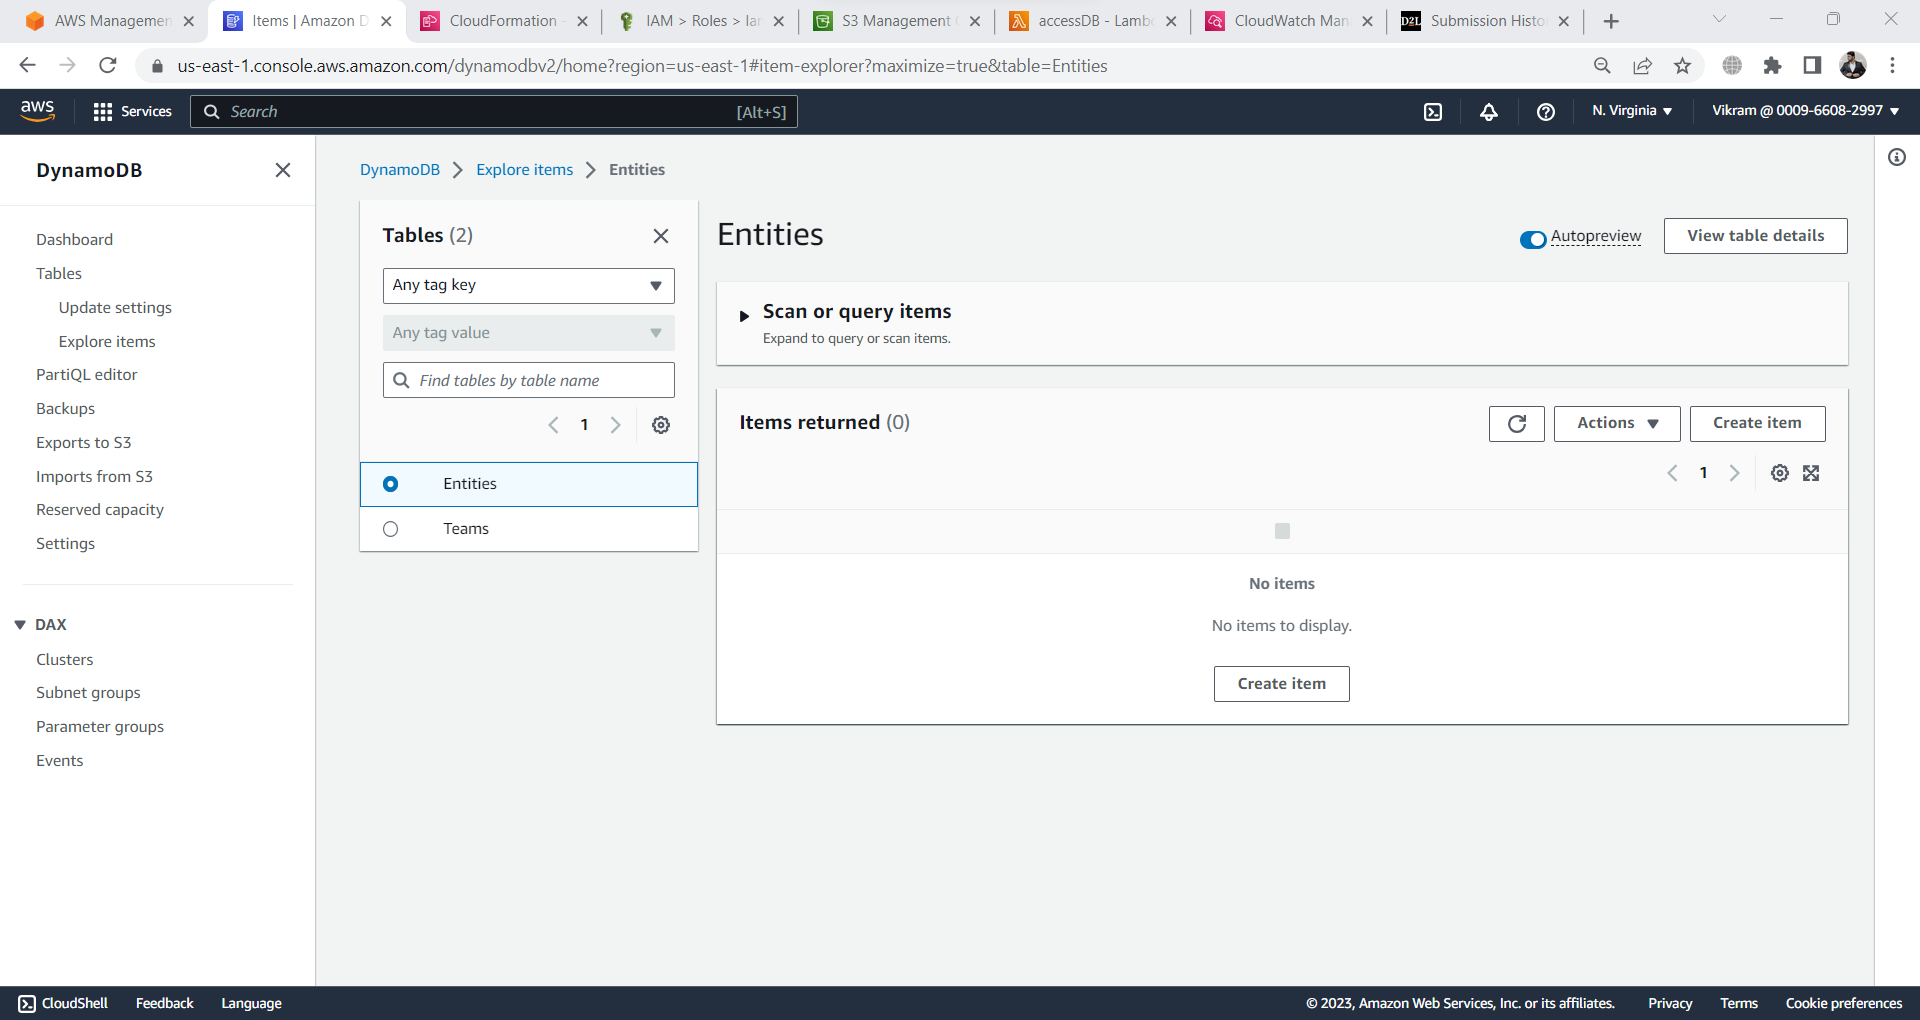 AWS Managemen
Items | Amazon D
CloudFormation -
IAM > Roles > lam
S3 Management C
accessDB - Lambd
CloudWatch Man
D2L Submission Histo
us-east-1.console.aws.amazon.com/dynamodbv2/home?region=us-east-1#item-explorer?maximize=true&table=Entities
aws Services Search [Alt+S] N. Virginia Vikram @ 0009-6608-2997
DynamoDB
Dashboard
Tables
Update settings
Explore items
PartiQL editor
Backups
Exports to S3
Imports from S3
Reserved capacity
Settings
DAX
Clusters
Subnet groups
Parameter groups
Events
DynamoDB > Explore items > Entities
Tables (2)
Any tag key
Any tag value
Find tables by table name
1
Entities
Teams
Entities
Autopreview
View table details
Scan or query items
Expand to query or scan items.
Items returned (0)
Actions
Create item
1
No items
No items to display.
Create item
CloudShell Feedback Language © 2023, Amazon Web Services, Inc. or its affiliates. Privacy Terms Cookie preferences